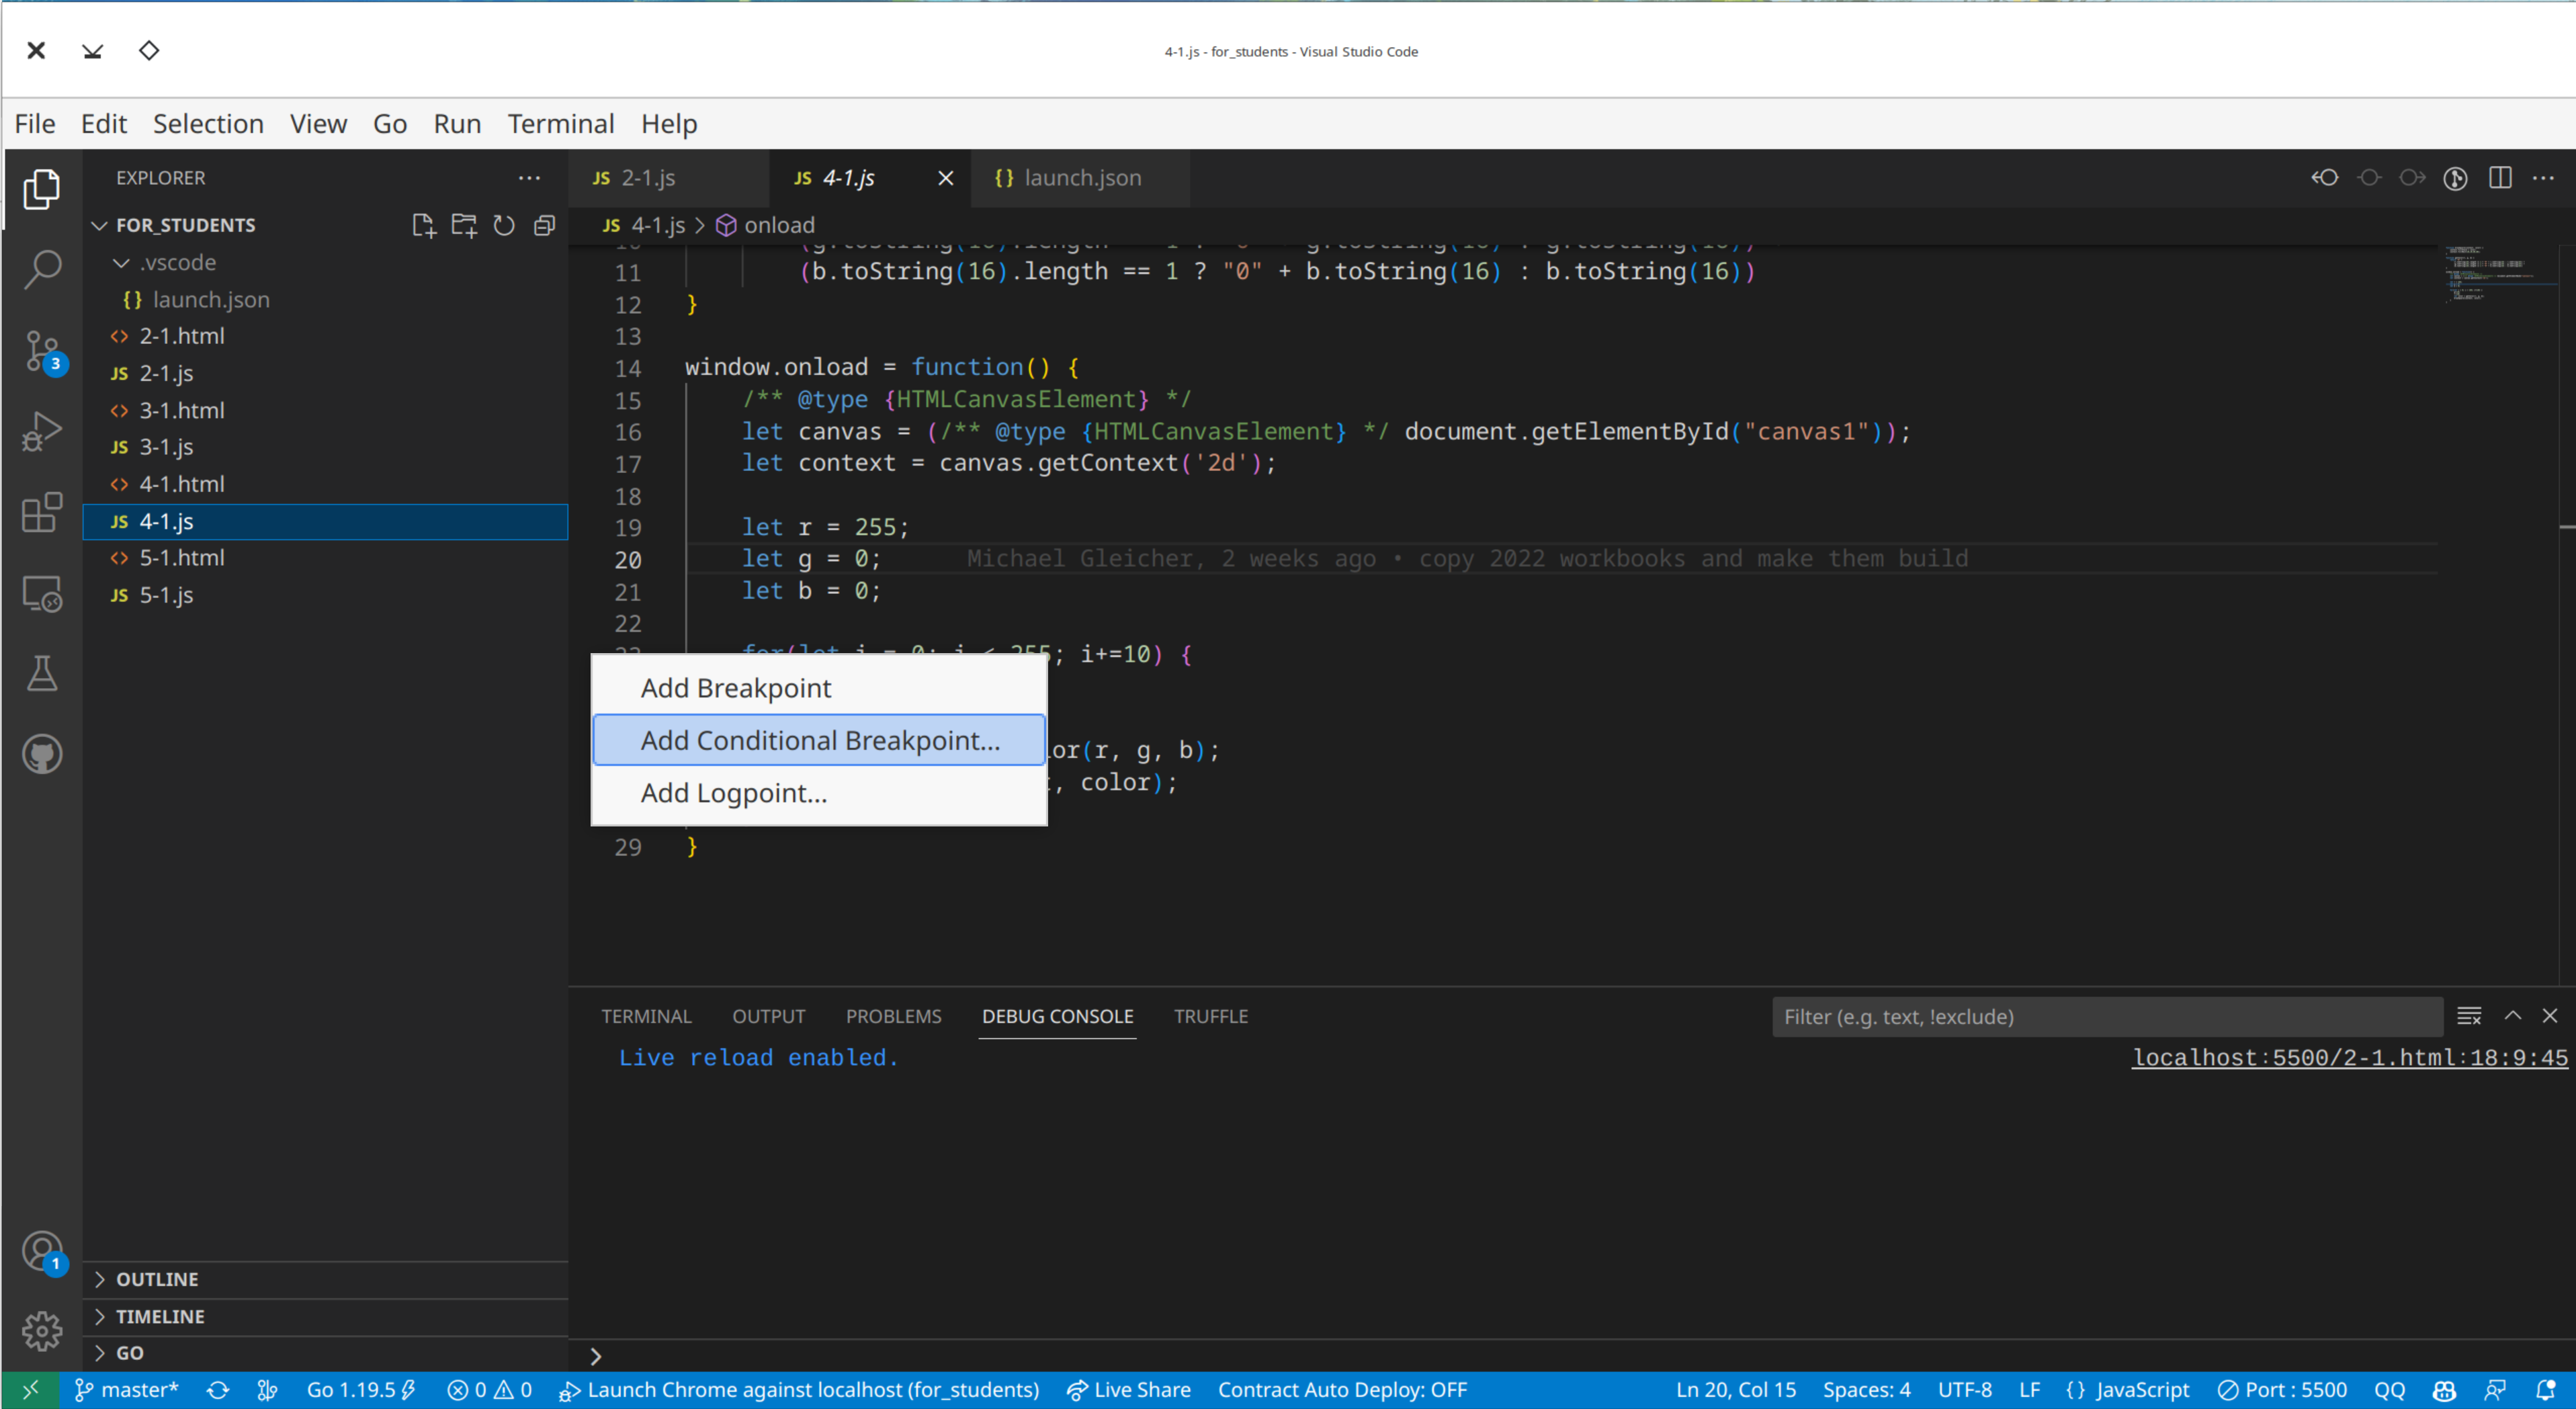 4-1.js - for_students - Visual Studio Code
File Edit Selection View Go Run Terminal Help
EXPLORER
FOR_STUDENTS
.vscode
{} launch.json
<> 2-1.html
JS 2-1.js
<> 3-1.html
JS 3-1.js
<> 4-1.html
JS 4-1.js
<> 5-1.html
JS 5-1.js
3
1
OUTLINE
TIMELINE
GO
JS 2-1.js JS 4-1.js {} launch.json
JS 4-1.js > onload
11 (b.toString(16).length == 1 ? "0" + b.toString(16) : b.toString(16))
12 }
13
14 window.onload = function() {
15 /** @type {HTMLCanvasElement} */
16 let canvas = (/** @type {HTMLCanvasElement} */ document.getElementById("canvas1"));
17 let context = canvas.getContext('2d');
18
19 let r = 255;
20 let g = 0; Michael Gleicher, 2 weeks ago • copy 2022 workbooks and make them build
21 let b = 0;
22
for(let i = 0; i < 255; i+=10) {
Add Breakpoint
Add Conditional Breakpoint...
or(r, g, b);
Add Logpoint...
, color);
29 }
TERMINAL OUTPUT PROBLEMS DEBUG CONSOLE TRUFFLE
Filter (e.g. text, !exclude)
Live reload enabled. localhost:5500/2-1.html:18:9:45
>
master* Go 1.19.5 0 0 Launch Chrome against localhost (for_students) Live Share Contract Auto Deploy: OFF Ln 20, Col 15 Spaces: 4 UTF-8 LF {} JavaScript Port : 5500 QQ